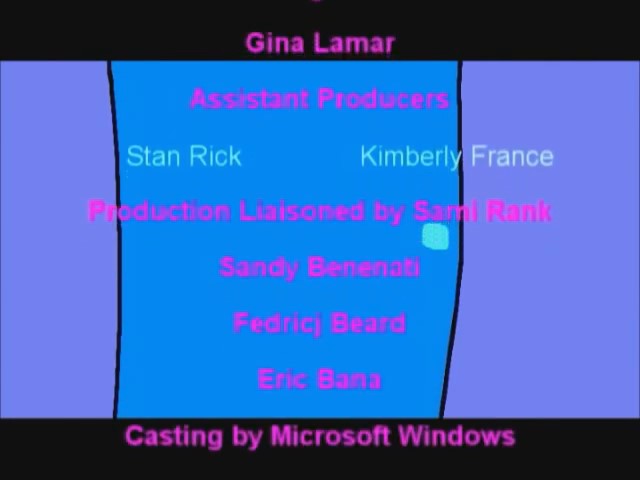 Gina Lamar
Assistant Producers
Stan Rick Kimberly France
Production Liaisoned by Sami Rank
Sandy Benenati
Fedricj Beard
Eric Bana
Casting by Microsoft Windows